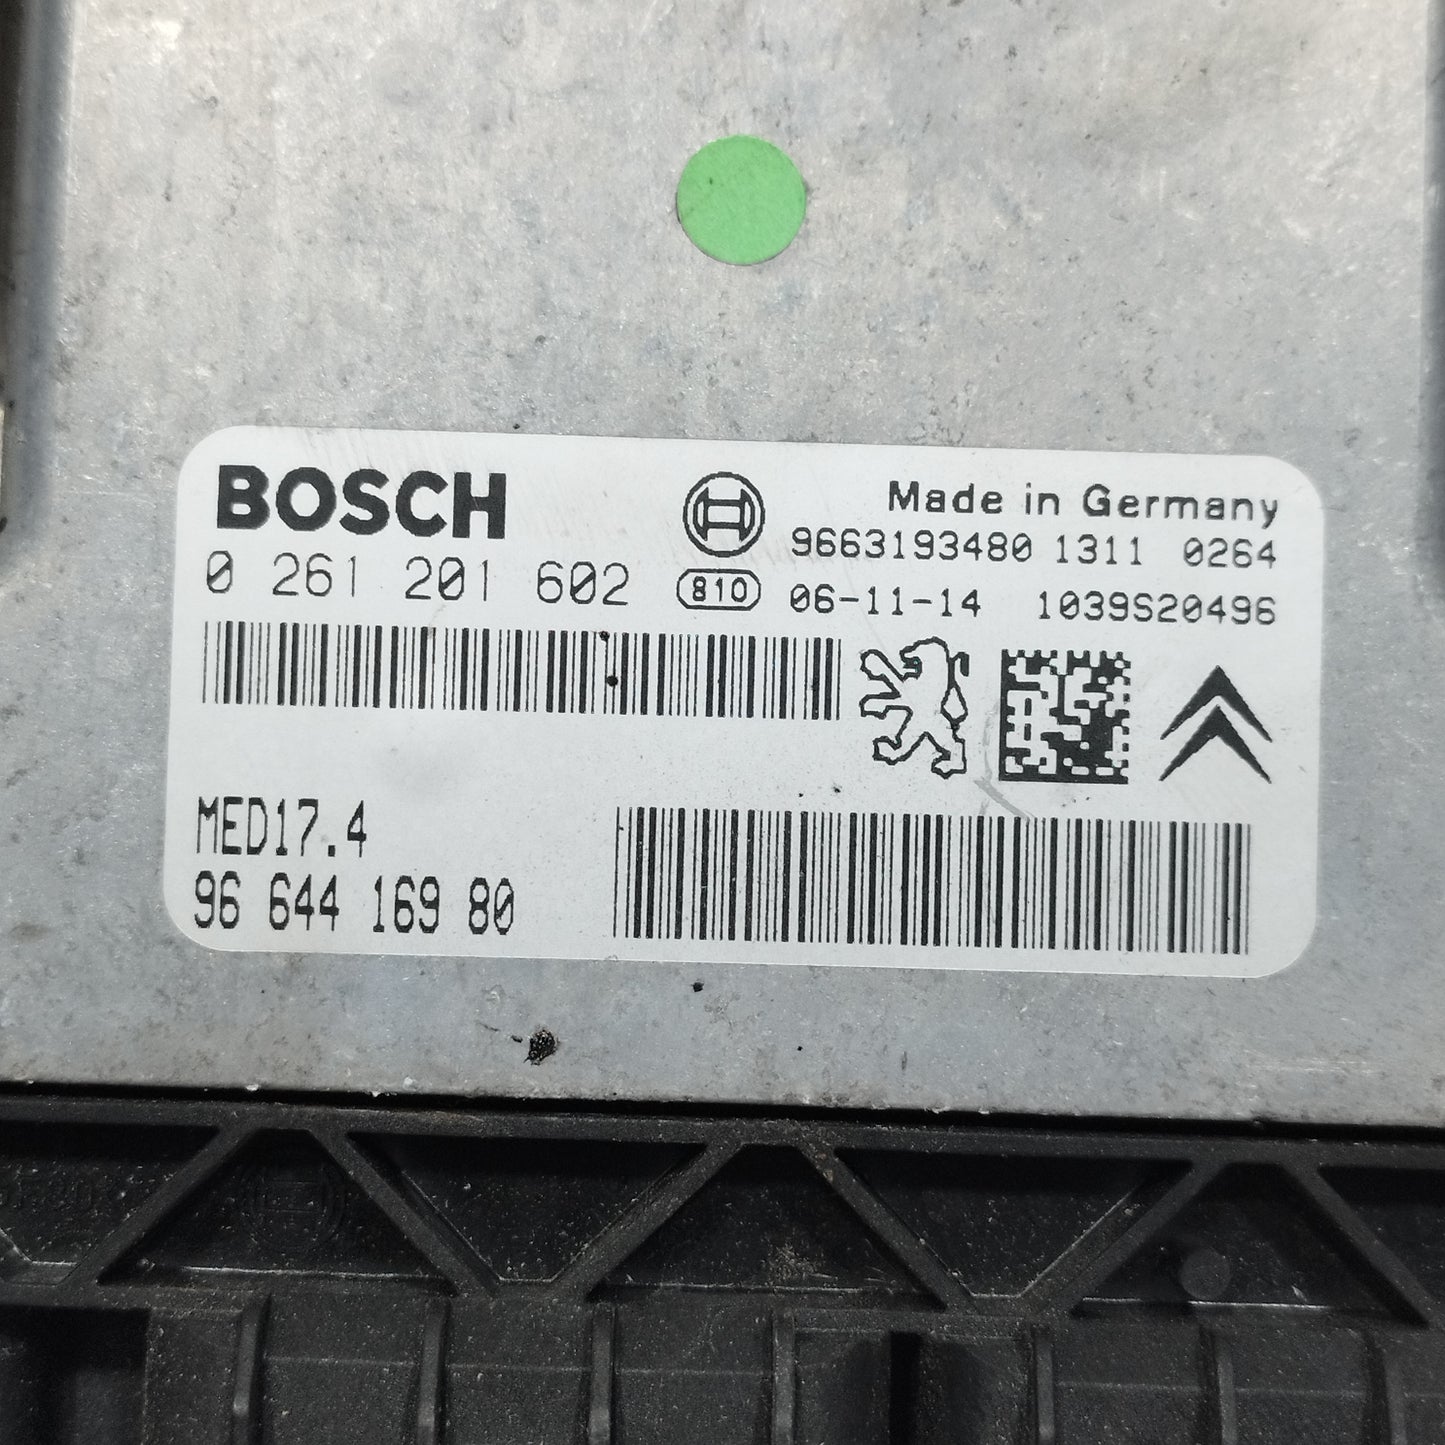 BOSCH
Made in Germany
9663193480 1311 0264
0 261 201 602
810
06-11-14 1039S20496
MED17.4
96 644 169 80